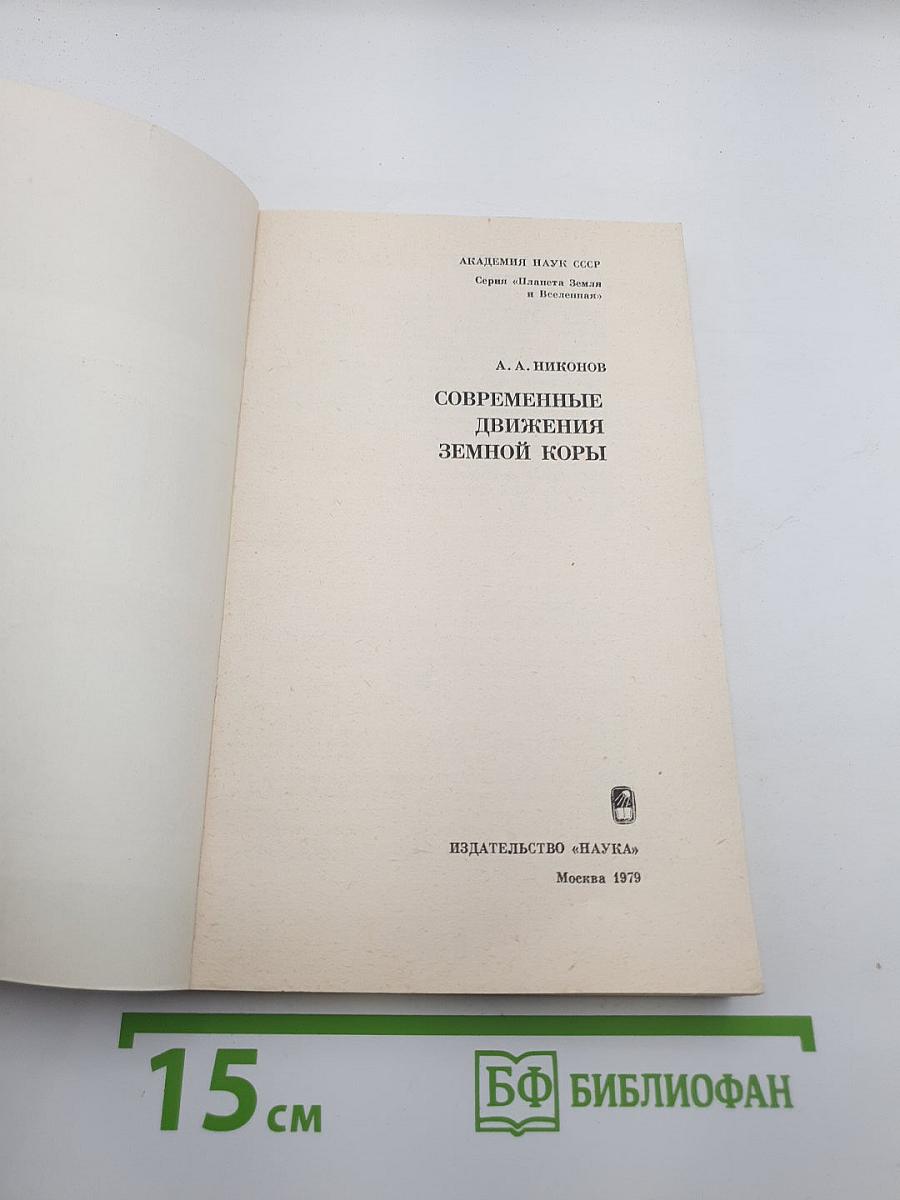 АКАДЕМИЯ НАУК СССР
Серия «Планета Земля
и Вселенная»
А. А. НИКОНОВ
СОВРЕМЕННЫЕ
ДВИЖЕНИЯ
ЗЕМНОЙ КОРЫ
ИЗДАТЕЛЬСТВО «НАУКА»
Москва 1979
15 см
БФ БИБЛИОФАН